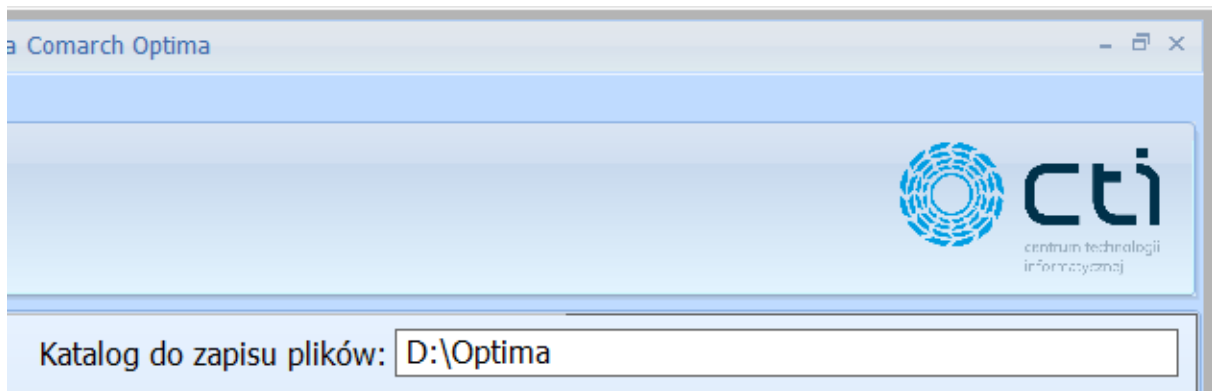 a Comarch Optima
cti
centrum technologii
informatycznej
Katalog do zapisu plików: D:\Optima